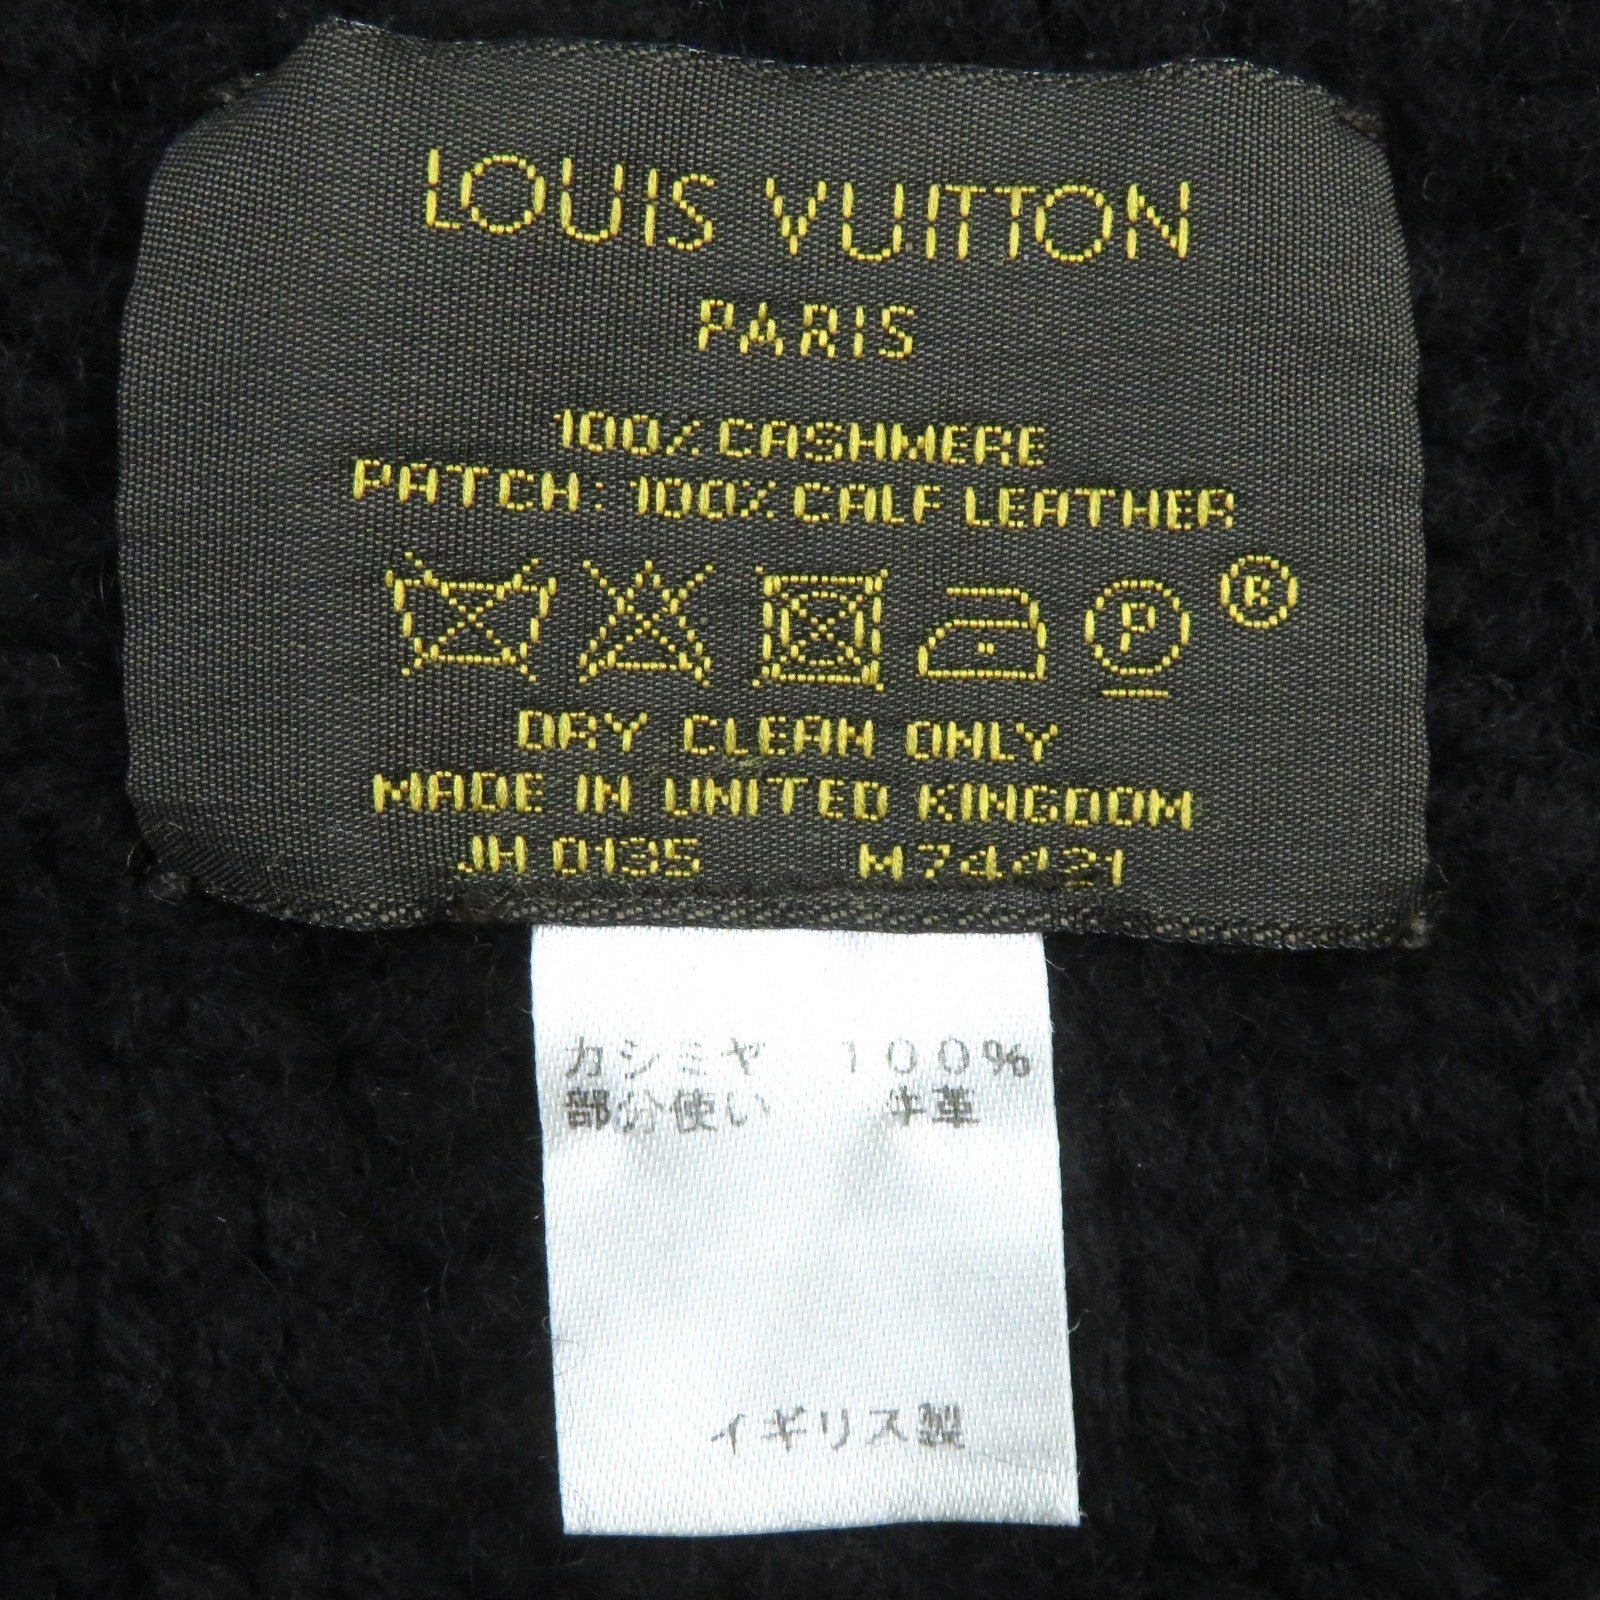 LOUIS VUITTON
PARIS
100% CASHMERE
PATCH: 100% CALF LEATHER
P ®
DRY CLEAN ONLY
MADE IN UNITED KINGDOM
JH 0135 M74421
カシミヤ 100%
部分使い 牛革
イギリス製